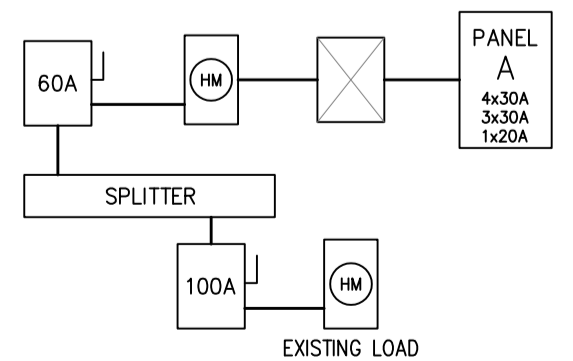 60A
HM
PANEL
A
4x30A
3x30A
1x20A
SPLITTER
100A
HM
EXISTING LOAD